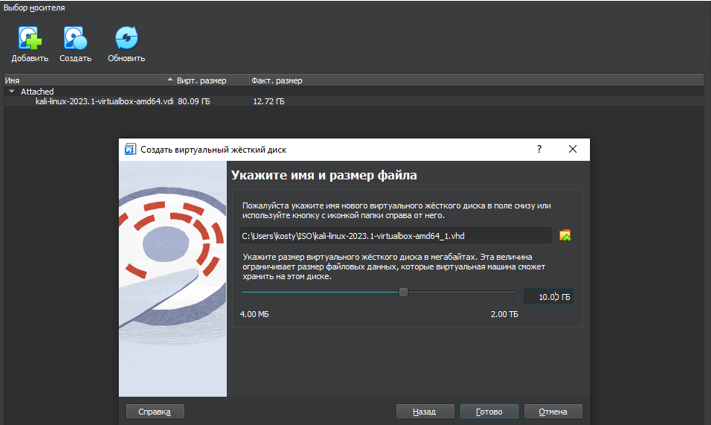 Выбор носителя
Добавить Создать Обновить
Имя Вирт. размер Факт. размер
Attached
kali-linux-2023.1-virtualbox-amd64.vdi 80.09 ГБ 12.72 ГБ
Создать виртуальный жёсткий диск
Укажите имя и размер файла
Пожалуйста укажите имя нового виртуального жёсткого диска в поле снизу или
используйте кнопку с иконкой папки справа от него.
C:\Users\kosty\ISO\kali-linux-2023.1-virtualbox-amd64_1.vhd
Укажите размер виртуального жёсткого диска в мегабайтах. Эта величина
ограничивает размер файловых данных, которые виртуальная машина сможет
хранить на этом диске.
10.00 ГБ
4.00 МБ 2.00 ТБ
Справка Назад Готово Отмена